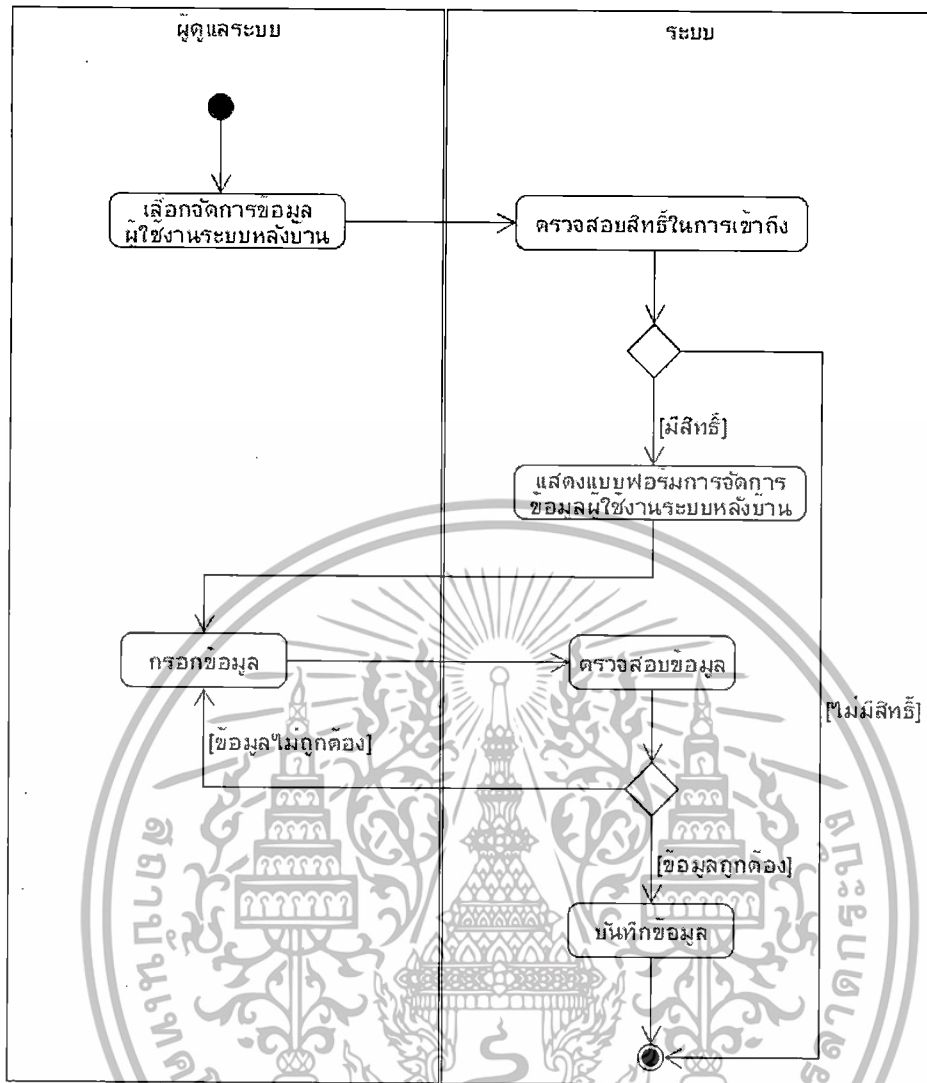 ผู้ดูแลระบบ
ระบบ
เลือกจัดการข้อมูล
ผู้ใช้งานระบบหลังบ้าน
ตรวจสอบสิทธิ์ในการเข้าถึง
[มีสิทธิ์]
แสดงแบบฟอร์มการจัดการ
ข้อมูลผู้ใช้งานระบบหลังบ้าน
กรอกข้อมูล
ตรวจสอบข้อมูล
[ไม่มีสิทธิ์]
[ข้อมูลไม่ถูกต้อง]
[ข้อมูลถูกต้อง]
บันทึกข้อมูล